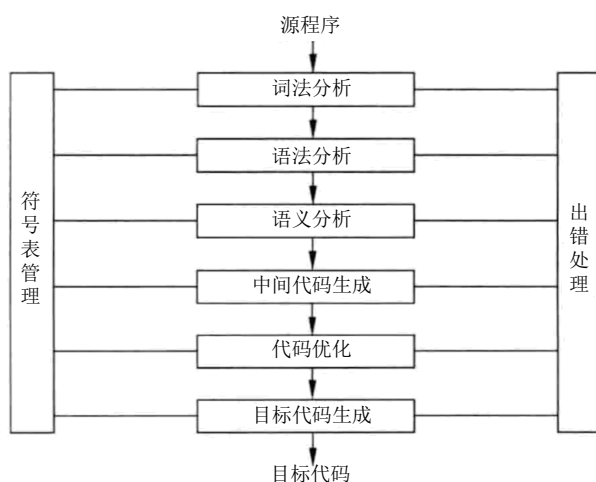 源程序
词法分析
语法分析
语义分析
中间代码生成
代码优化
目标代码生成
目标代码
符号表管理
出错处理